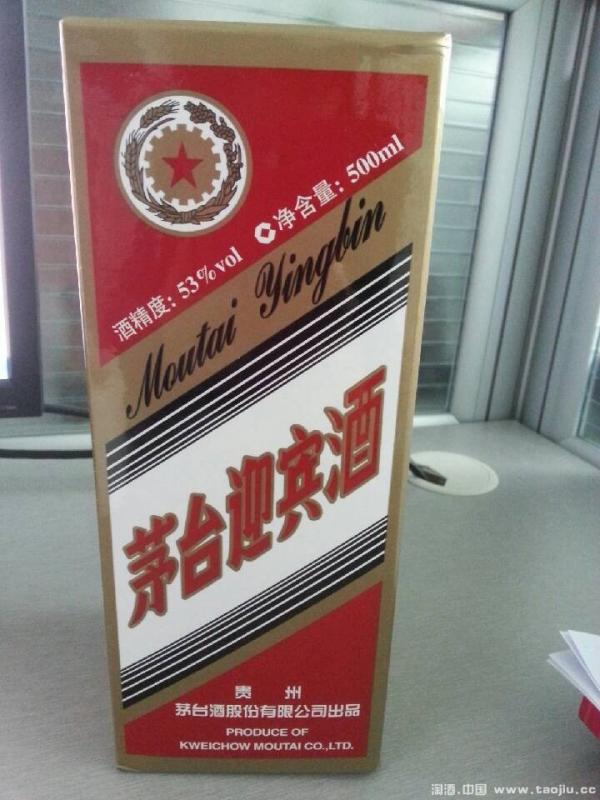 酒精度：53%vol 净含量：500ml
Moutai Yingbin
茅台迎宾酒
贵 州
茅台酒股份有限公司出品
PRODUCE OF
KWEICHOW MOUTAI CO.,LTD.
淘酒.中国 www.taojiu.cc